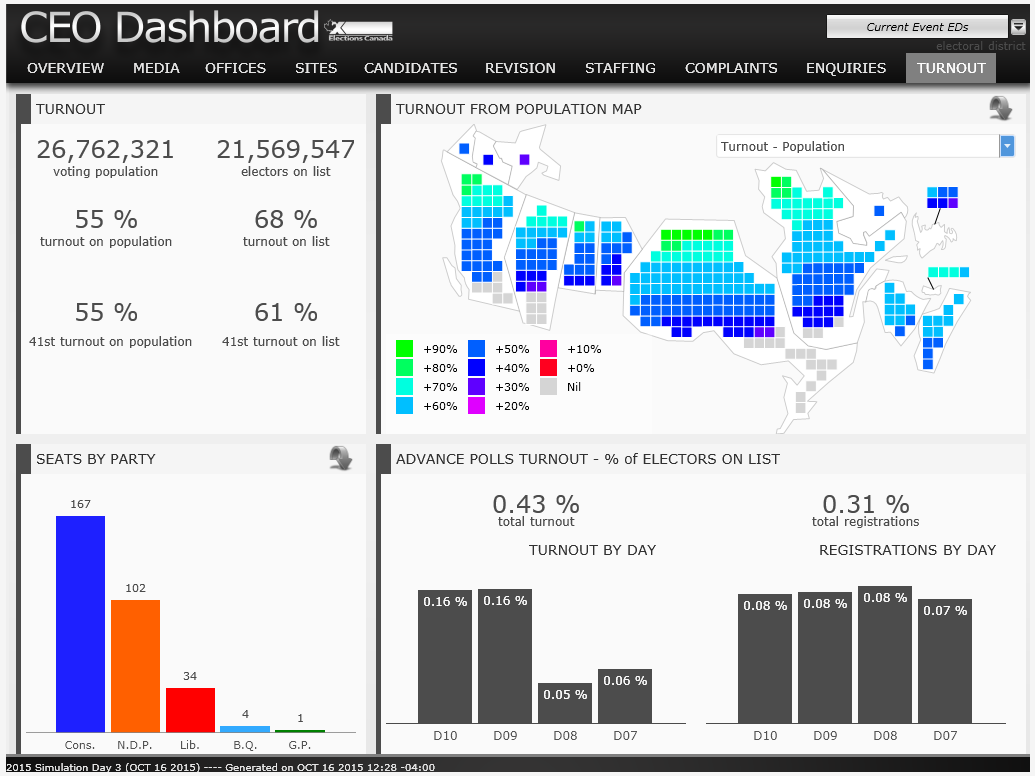 CEO Dashboard
Elections Canada
Current Event EDs
electoral district
OVERVIEW MEDIA OFFICES SITES CANDIDATES REVISION STAFFING COMPLAINTS ENQUIRIES TURNOUT
TURNOUT
26,762,321 21,569,547
voting population electors on list
55 % 68 %
turnout on population turnout on list
55 % 61 %
41st turnout on population 41st turnout on list
TURNOUT FROM POPULATION MAP
Turnout - Population
+90% +50% +10%
+80% +40% +0%
+70% +30% Nil
+60% +20%
SEATS BY PARTY
167
102
34
4
1
Cons. N.D.P. Lib. B.Q. G.P.
ADVANCE POLLS TURNOUT - % of ELECTORS ON LIST
0.43 % 0.31 %
total turnout total registrations
TURNOUT BY DAY REGISTRATIONS BY DAY
0.16 % 0.16 % 0.05 % 0.06 %
D10 D09 D08 D07
0.08 % 0.08 % 0.08 % 0.07 %
D10 D09 D08 D07
2015 Simulation Day 3 (OCT 16 2015) ---- Generated on OCT 16 2015 12:28 -04:00